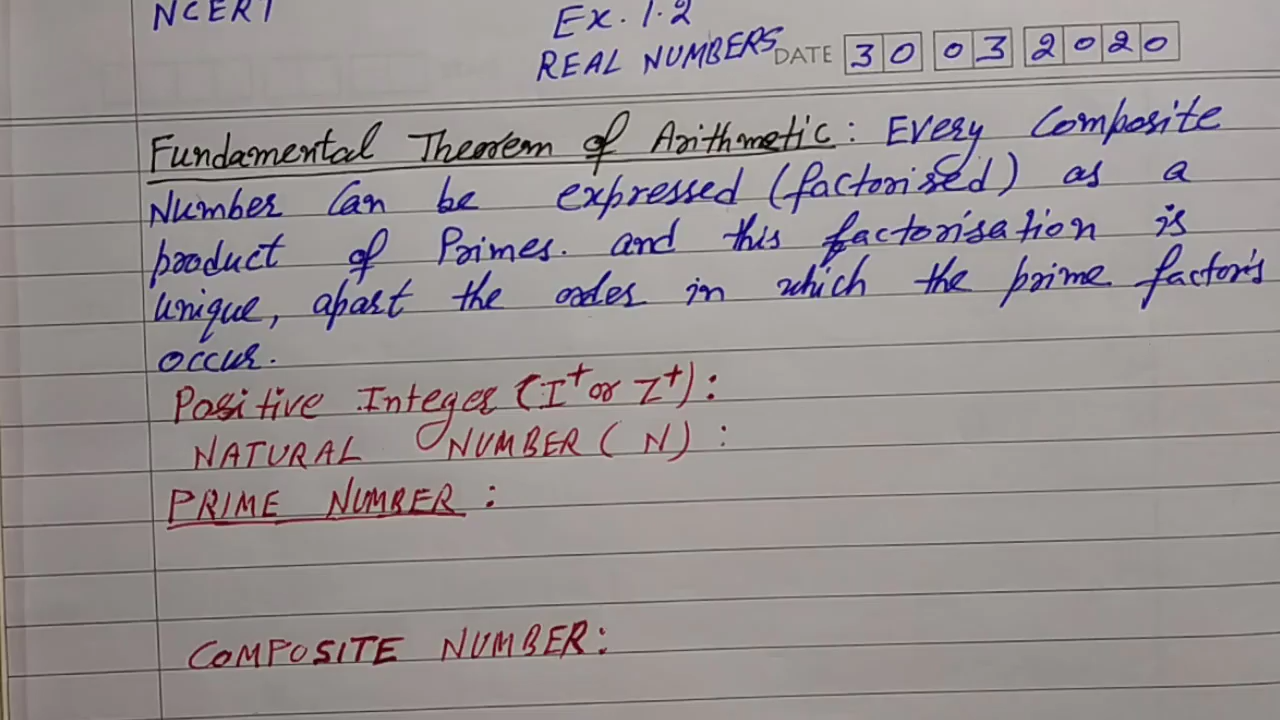 NCERT
Ex. 1.2
REAL NUMBERS DATE 30 03 2020
Fundamental Theorem of Arithmetic: Every Composite
Number Can be expressed (factorised) as a
product of Primes. and this factorisation is
unique, apart the order in which the prime factor's
occur.
Positive Integer (I⁺ or Z⁺):
NATURAL NUMBER (N):
PRIME NUMBER:
COMPOSITE NUMBER: